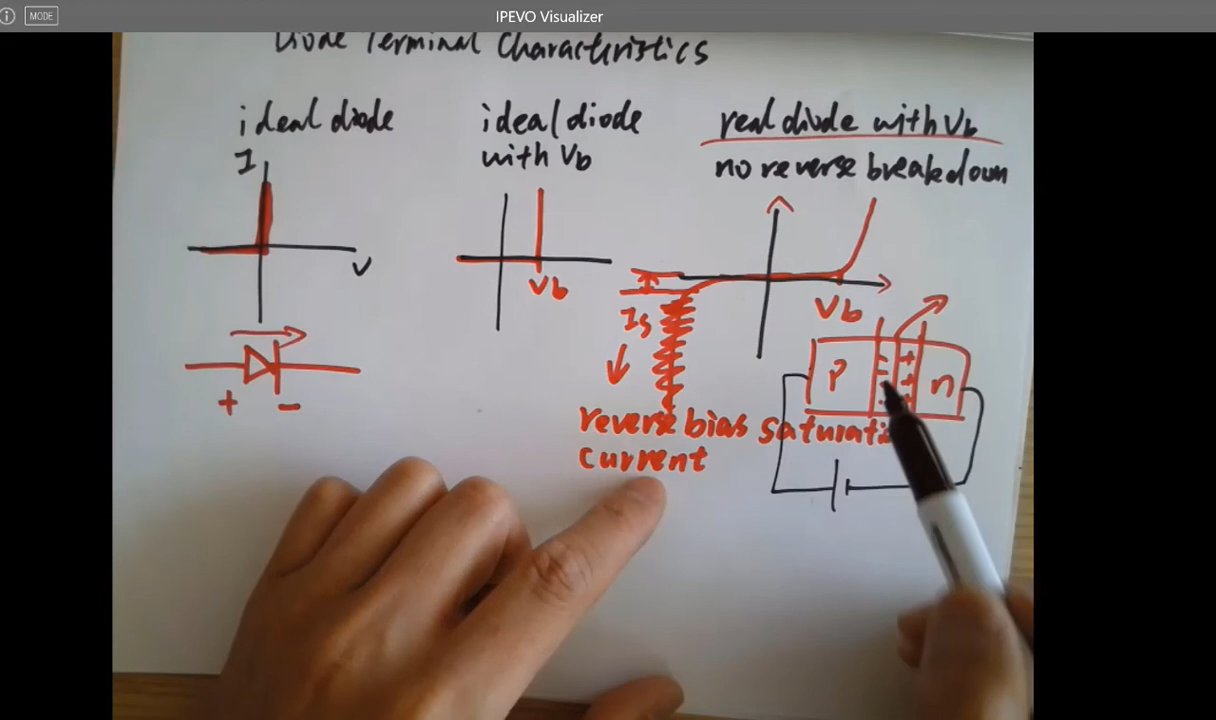 IPEVO Visualizer
MODE
Diode Terminal Characteristics
ideal diode
I
V
+ -
ideal diode
with Vb
Vb
real diode with Vb
no reverse breakdown
Vb
Is
P
- +
- +
- +
n
reverse bias saturati
current